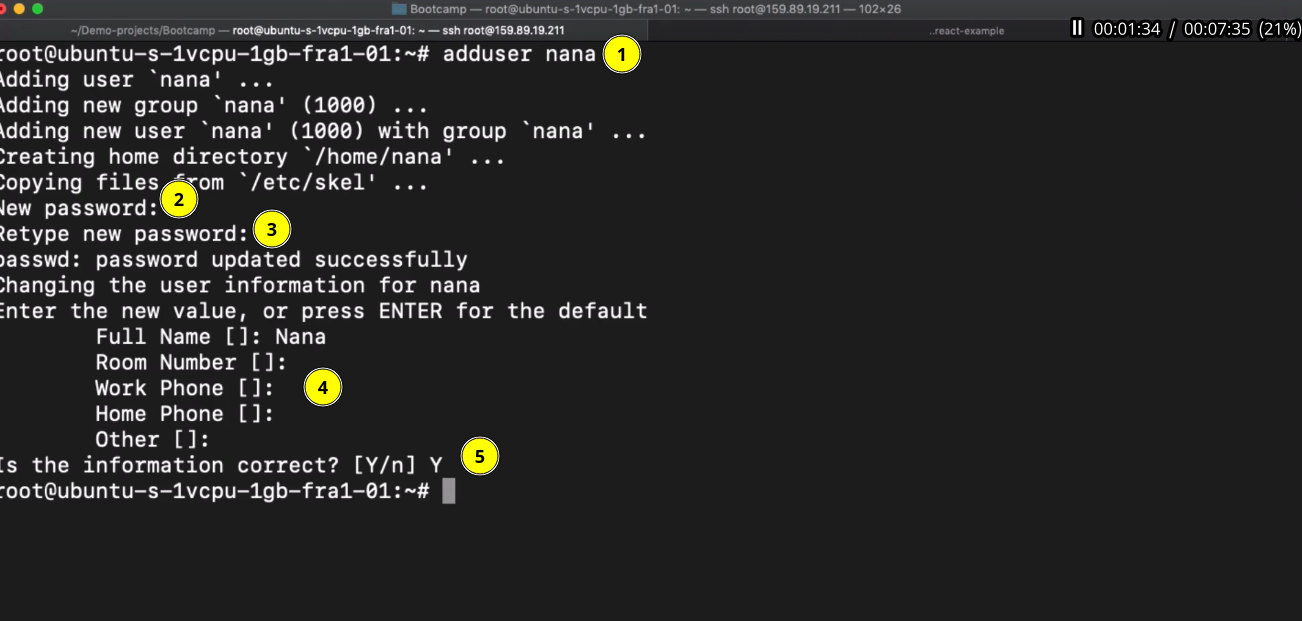 Bootcamp — root@ubuntu-s-1vcpu-1gb-fra1-01: ~ — ssh root@159.89.19.211 — 102×26
~/Demo-projects/Bootcamp — root@ubuntu-s-1vcpu-1gb-fra1-01: ~ — ssh root@159.89.19.211
..react-example
00:01:34 / 00:07:35 (21%)
root@ubuntu-s-1vcpu-1gb-fra1-01:~# adduser nana 1
Adding user `nana' ...
Adding new group `nana' (1000) ...
Adding new user `nana' (1000) with group `nana' ...
Creating home directory `/home/nana' ...
Copying files from `/etc/skel' ...
New password: 2
Retype new password: 3
passwd: password updated successfully
Changing the user information for nana
Enter the new value, or press ENTER for the default
Full Name []: Nana
Room Number []:
Work Phone []: 4
Home Phone []:
Other []:
Is the information correct? [Y/n] Y 5
root@ubuntu-s-1vcpu-1gb-fra1-01:~#